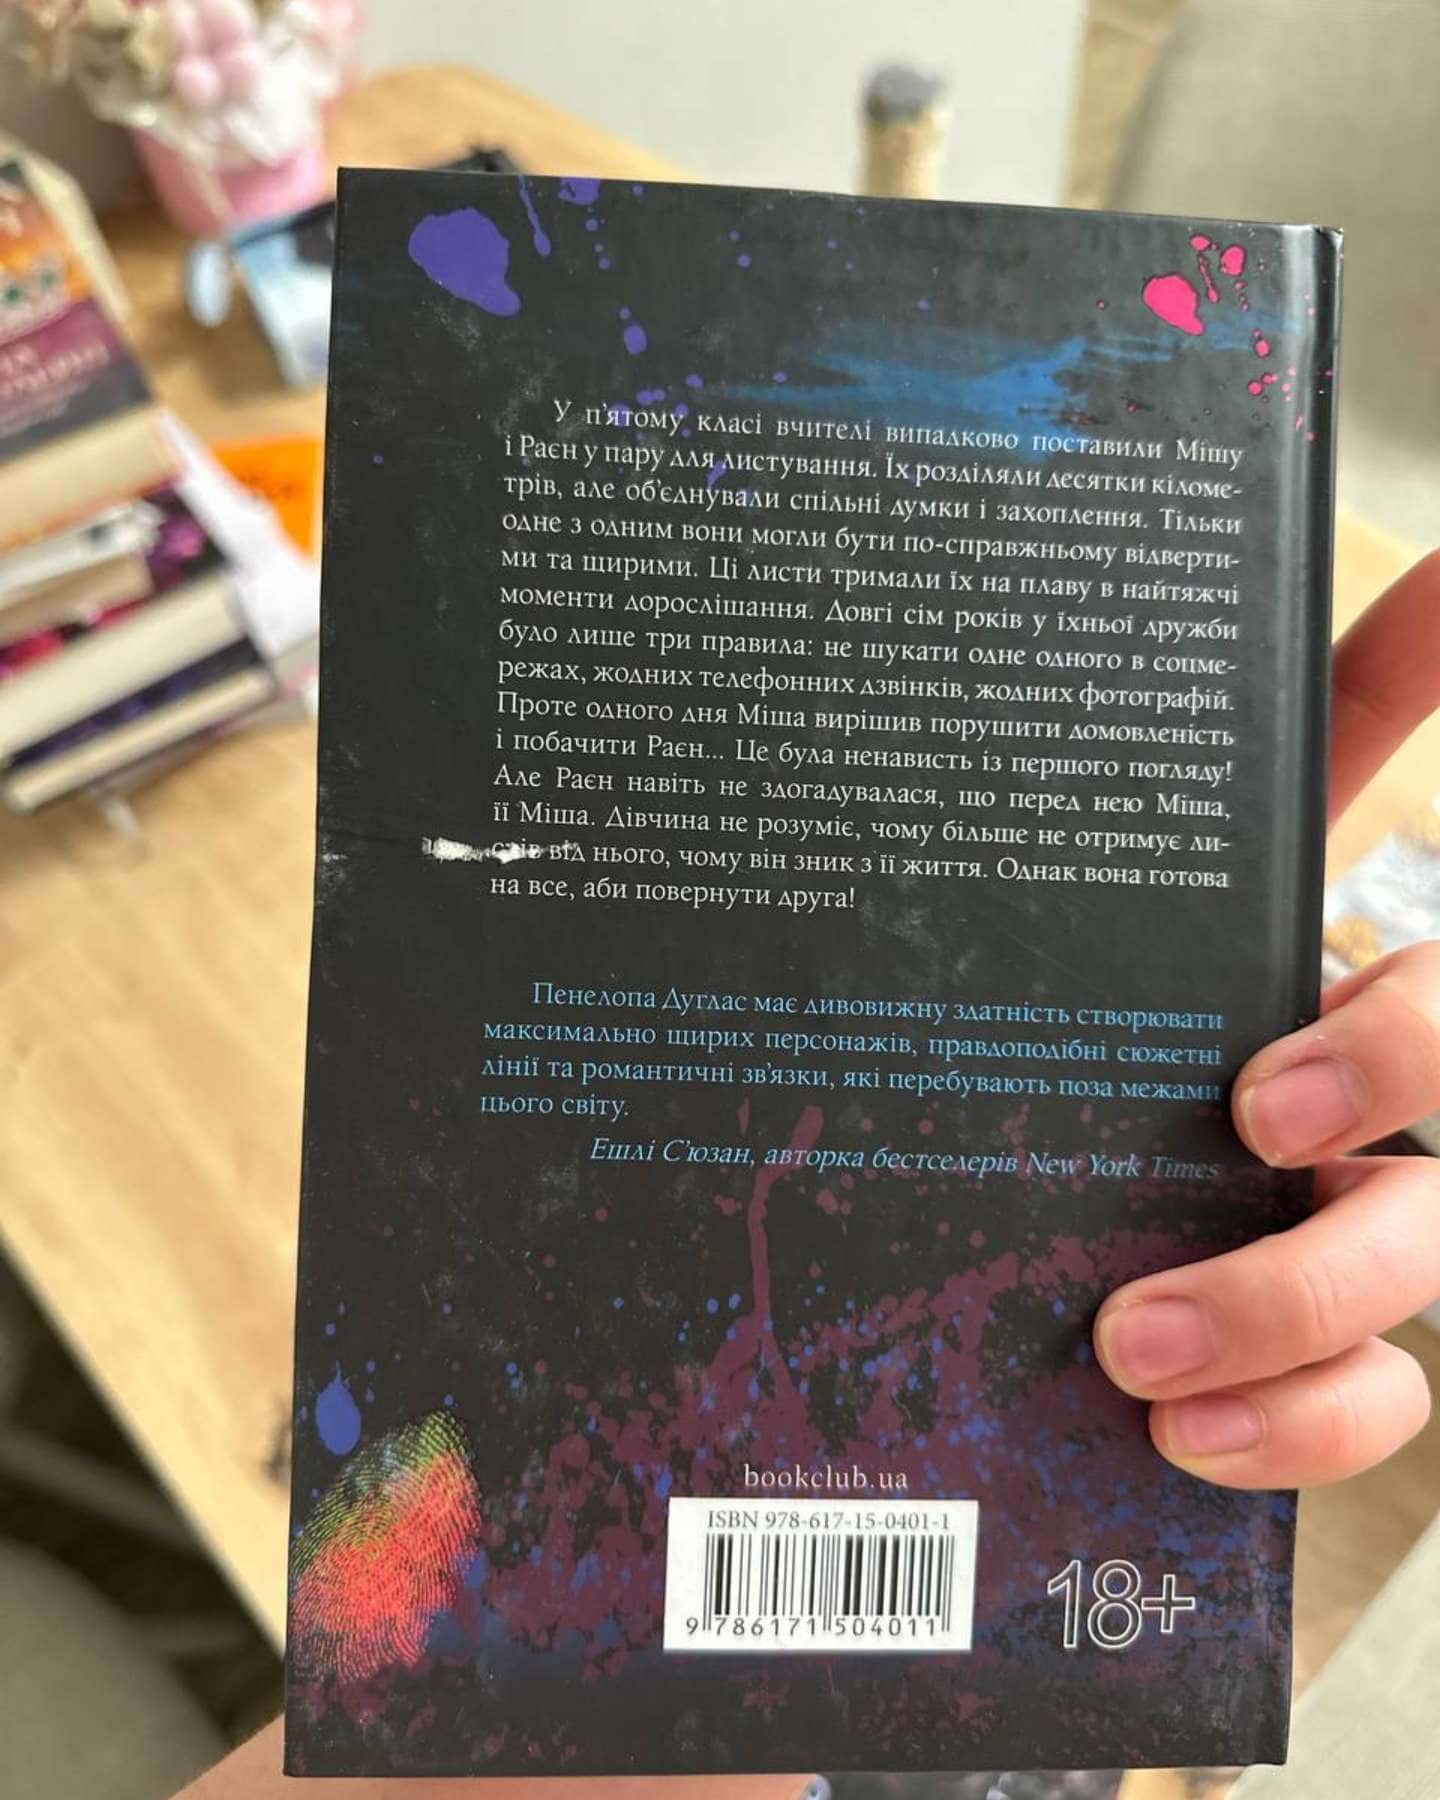 У п'ятому класі вчителі випадково поставили Мішу
і Раєн у пару для листування. Їх розділяли десятки кіломе-
трів, але об'єднували спільні думки і захоплення. Тільки
одне з одним вони могли бути по-справжньому відверти-
ми та щирими. Ці листи тримали їх на плаву в найтяжчі
моменти дорослішання. Довгі сім років у їхньої дружби
було лише три правила: не шукати одне одного в соцме-
режах, жодних телефонних дзвінків, жодних фотографій.
Проте одного дня Міша вирішив порушити домовленість
і побачити Раєн... Це була ненависть із першого погляду!
Але Раєн навіть не здогадувалася, що перед нею Міша,
її Міша. Дівчина не розуміє, чому більше не отримує ли-
стів від нього, чому він зник з її життя. Однак вона готова
на все, аби повернути друга!
Пенелопа Дуглас має дивовижну здатність створювати
максимально щирих персонажів, правдоподібні сюжетні
лінії та романтичні зв'язки, які перебувають поза межами
цього світу.
Ешлі С'юзан, авторка бестселерів New York Times
bookclub.ua
ISBN 978-617-15-0401-1
9 786171 504011
18+